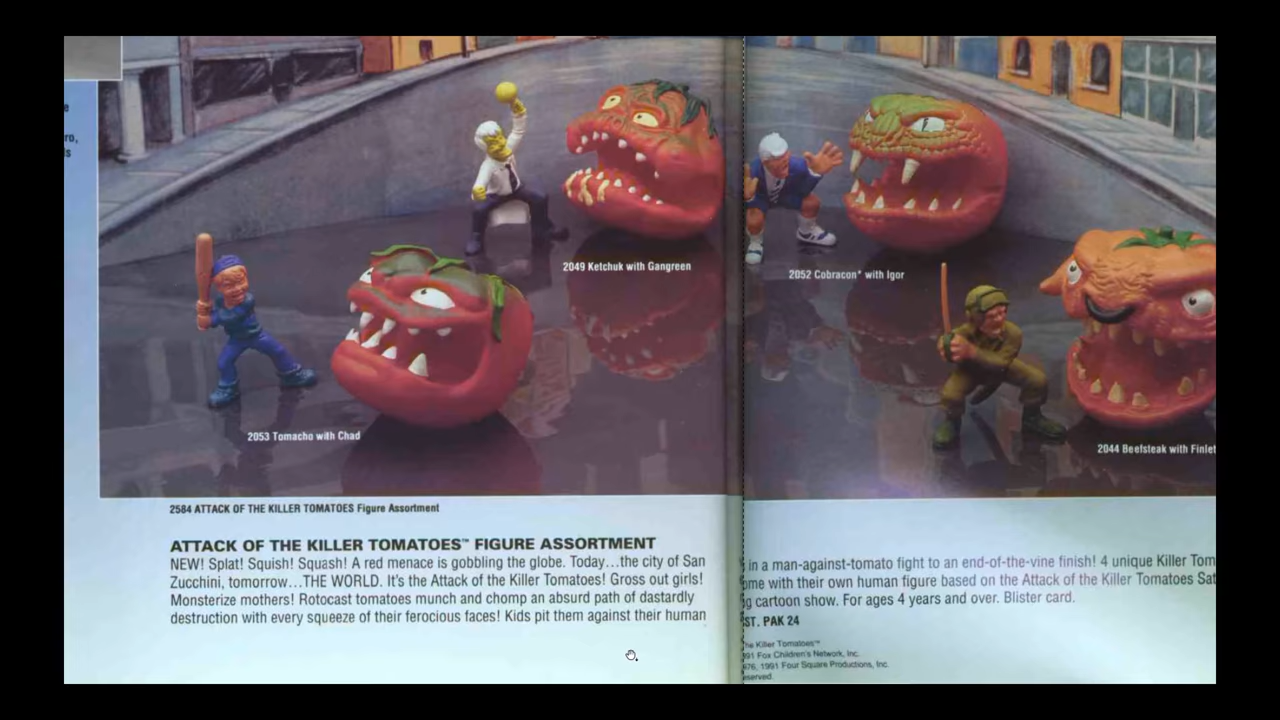 e
ro,
is
2049 Ketchuk with Gangreen
2052 Cobracon* with Igor
2053 Tomacho with Chad
2044 Beefsteak with Finlet
2584 ATTACK OF THE KILLER TOMATOES Figure Assortment
ATTACK OF THE KILLER TOMATOES™ FIGURE ASSORTMENT
NEW! Splat! Squish! Squash! A red menace is gobbling the globe. Today...the city of San
Zucchini, tomorrow...THE WORLD. It's the Attack of the Killer Tomatoes! Gross out girls!
Monsterize mothers! Rotocast tomatoes munch and chomp an absurd path of dastardly
destruction with every squeeze of their ferocious faces! Kids pit them against their human
in a man-against-tomato fight to an end-of-the-vine finish! 4 unique Killer Tom
ome with their own human figure based on the Attack of the Killer Tomatoes Sat
g cartoon show. For ages 4 years and over. Blister card.
ST. PAK 24
he Killer Tomatoes™
91 Fox Children's Network, Inc.
976, 1991 Four Square Productions, Inc.
eserved.